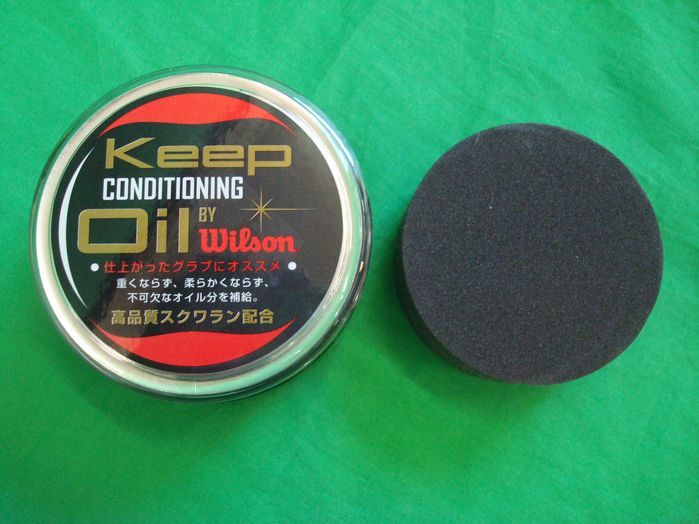 Keep
CONDITIONING
Oil BY Wilson
●仕上がったグラブにオススメ●
重くならず、柔らかくならず、
不可欠なオイル分を補給。
高品質スクワラン配合